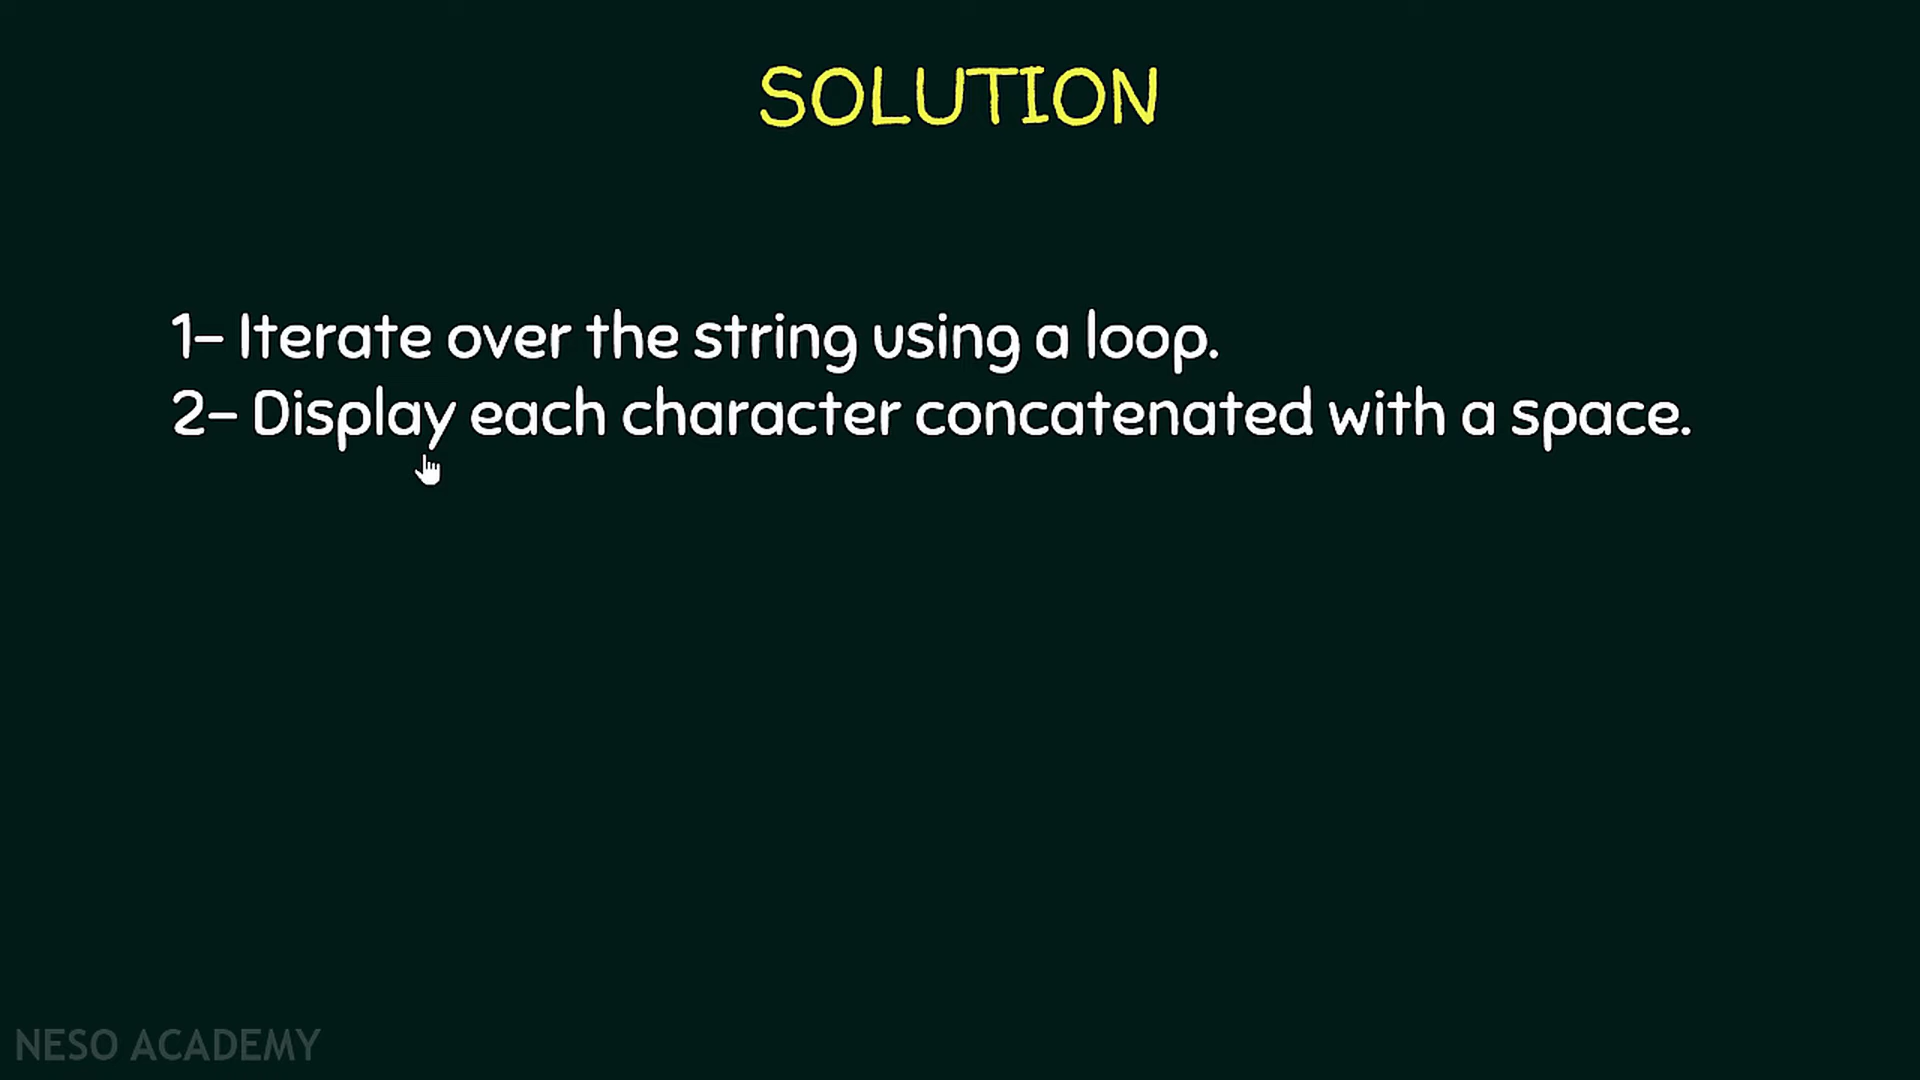 SOLUTION
1- Iterate over the string using a loop.
2- Display each character concatenated with a space.
NESO ACADEMY